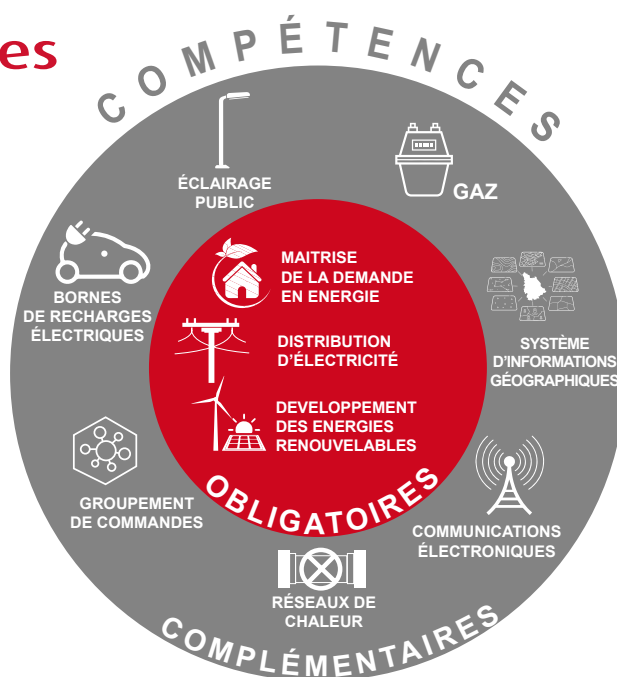 es
COMPÉTENCES
ÉCLAIRAGE
PUBLIC
GAZ
BORNES
DE RECHARGES
ÉLECTRIQUES
MAITRISE
DE LA DEMANDE
EN ENERGIE
DISTRIBUTION
D'ÉLECTRICITÉ
DEVELOPPEMENT
DES ENERGIES
RENOUVELABLES
OBLIGATOIRES
SYSTÈME
D'INFORMATIONS
GÉOGRAPHIQUES
GROUPEMENT
DE COMMANDES
COMMUNICATIONS
ÉLECTRONIQUES
RÉSEAUX DE
CHALEUR
COMPLÉMENTAIRES